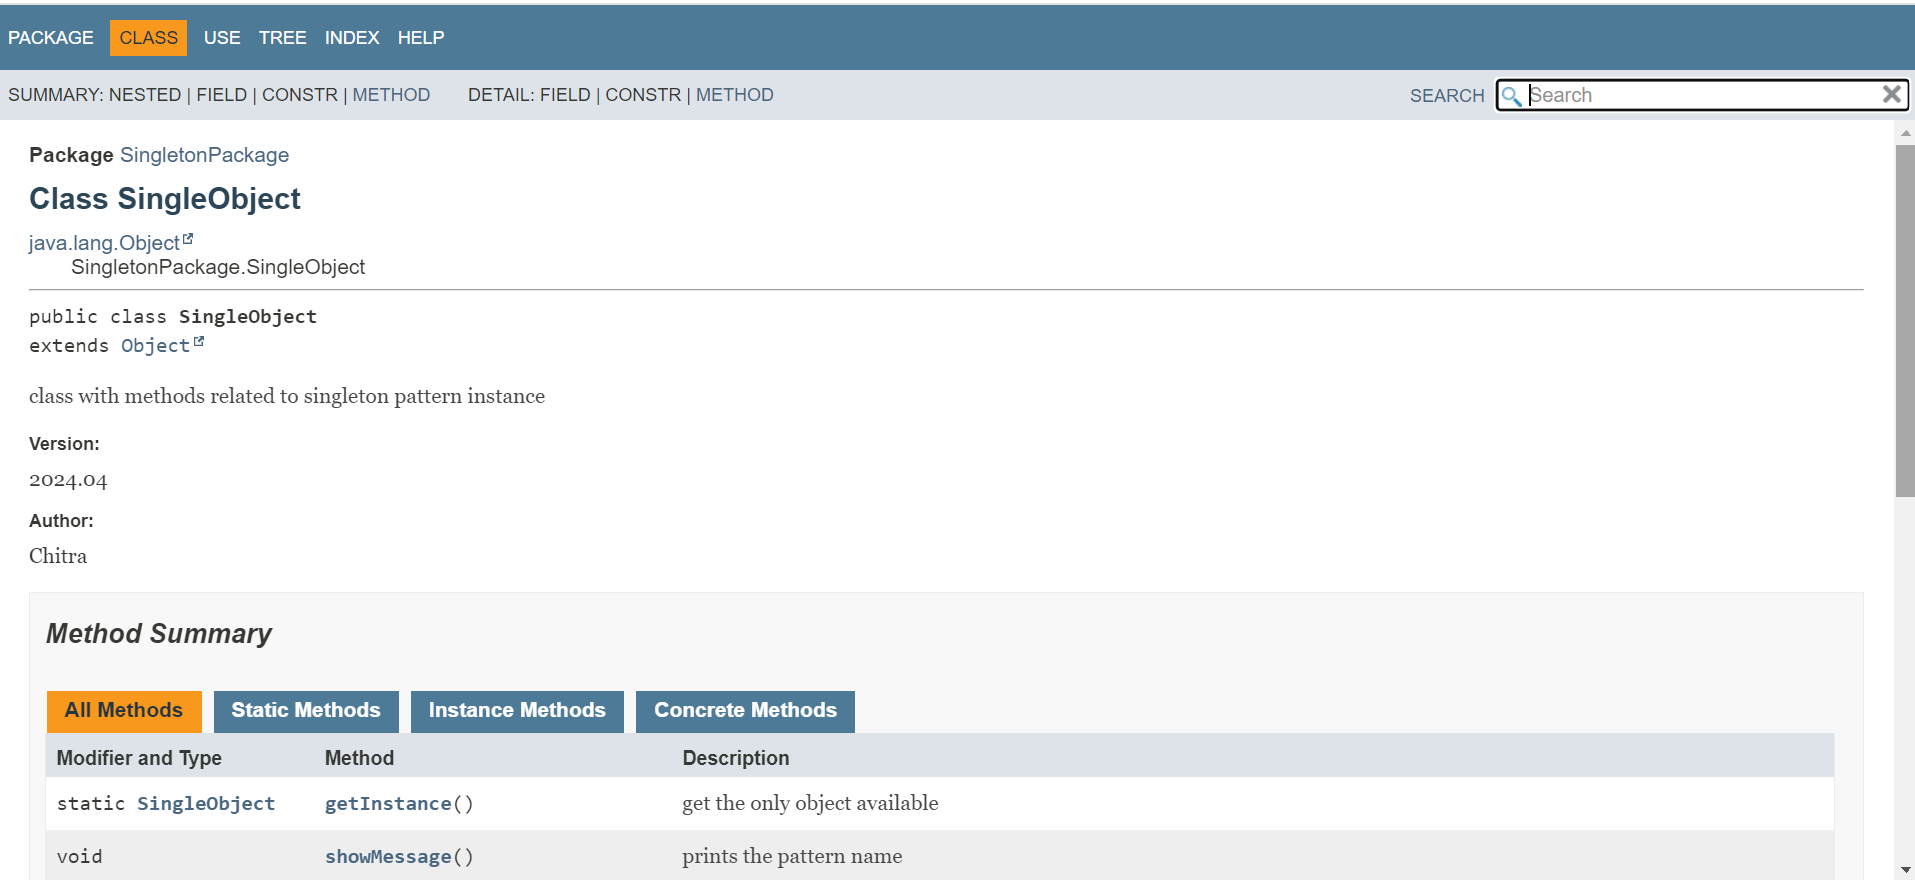 PACKAGE CLASS USE TREE INDEX HELP
SUMMARY: NESTED | FIELD | CONSTR | METHOD DETAIL: FIELD | CONSTR | METHOD SEARCH Search
Package SingletonPackage
Class SingleObject
java.lang.Object
SingletonPackage.SingleObject
public class SingleObject
extends Object
class with methods related to singleton pattern instance
Version:
2024.04
Author:
Chitra
Method Summary
All Methods Static Methods Instance Methods Concrete Methods
Modifier and Type Method Description
static SingleObject getInstance() get the only object available
void showMessage() prints the pattern name